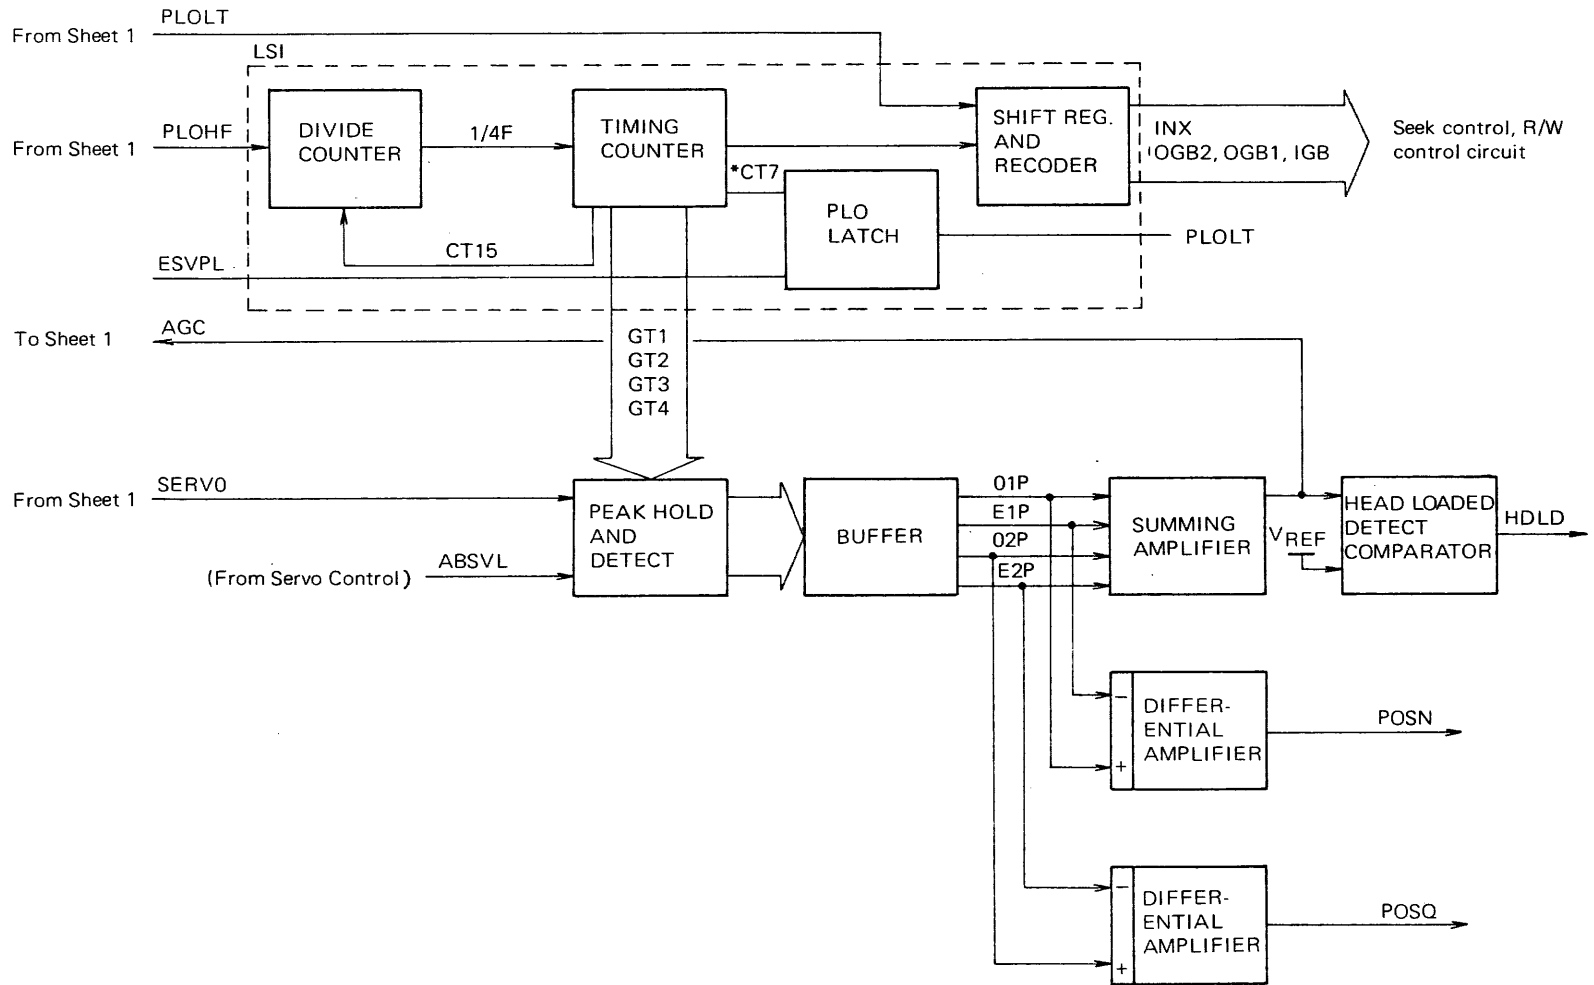 PLOLT
From Sheet 1
LSI
PLOHF
From Sheet 1
DIVIDE
COUNTER
1/4F
TIMING
COUNTER
SHIFT REG.
AND
RECODER
INX
OGB2, OGB1, IGB
Seek control, R/W
control circuit
*CT7
PLO
LATCH
PLOLT
CT15
ESVPL
To Sheet 1
AGC
GT1
GT2
GT3
GT4
From Sheet 1
SERVO
(From Servo Control)
ABSVL
PEAK HOLD
AND
DETECT
BUFFER
01P
E1P
02P
E2P
SUMMING
AMPLIFIER
VREF
HEAD LOADED
DETECT
COMPARATOR
HDLD
−
+
DIFFER-
ENTIAL
AMPLIFIER
POSN
−
+
DIFFER-
ENTIAL
AMPLIFIER
POSQ